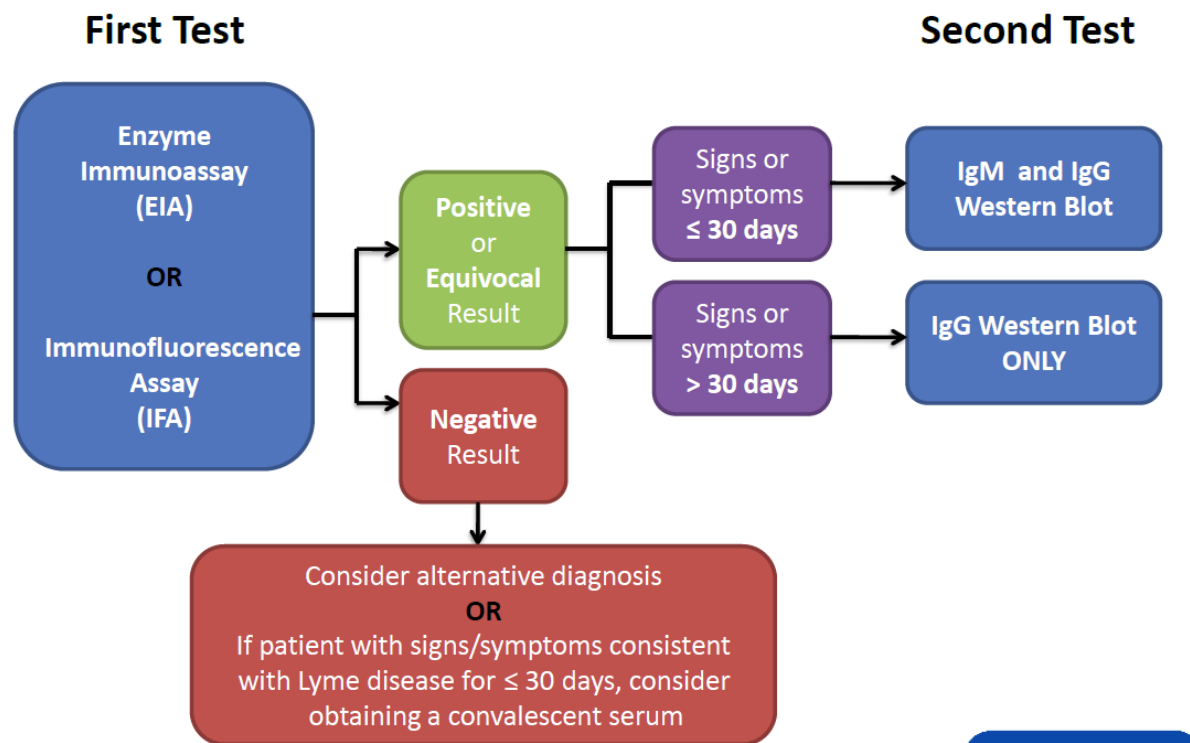 First Test
Second Test
Enzyme
Immunoassay
(EIA)
OR
Immunofluorescence
Assay
(IFA)
Positive
or
Equivocal
Result
Negative
Result
Signs or
symptoms
≤ 30 days
Signs or
symptoms
> 30 days
IgM and IgG
Western Blot
IgG Western Blot
ONLY
Consider alternative diagnosis
OR
If patient with signs/symptoms consistent
with Lyme disease for ≤ 30 days, consider
obtaining a convalescent serum